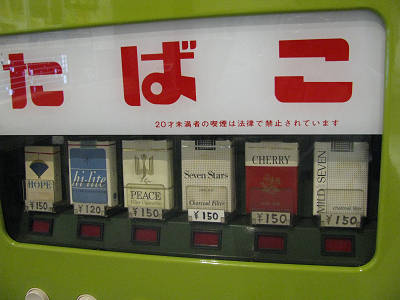 たばこ
20才未満者の喫煙は法律で禁止されています
HOPE
hi-lite
PEACE
Seven Stars
Charcoal Filter
CHERRY
MILD SEVEN
¥150
¥120
¥150
¥150
¥150
¥150